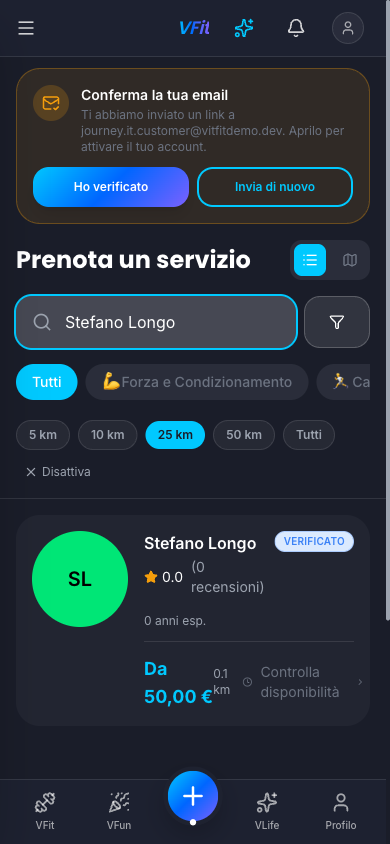 VFit
Conferma la tua email
Ti abbiamo inviato un link a
journey.it.customer@vitfitdemo.dev. Aprilo per
attivare il tuo account.
Ho verificato
Invia di nuovo
Prenota un servizio
Stefano Longo
Tutti
💪Forza e Condizionamento
🏃 Ca
5 km
10 km
25 km
50 km
Tutti
Disattiva
SL
Stefano Longo
VERIFICATO
0.0
(0
recensioni)
0 anni esp.
Da
50,00 €
0.1
km
Controlla
disponibilità
VFit
VFun
VLife
Profilo